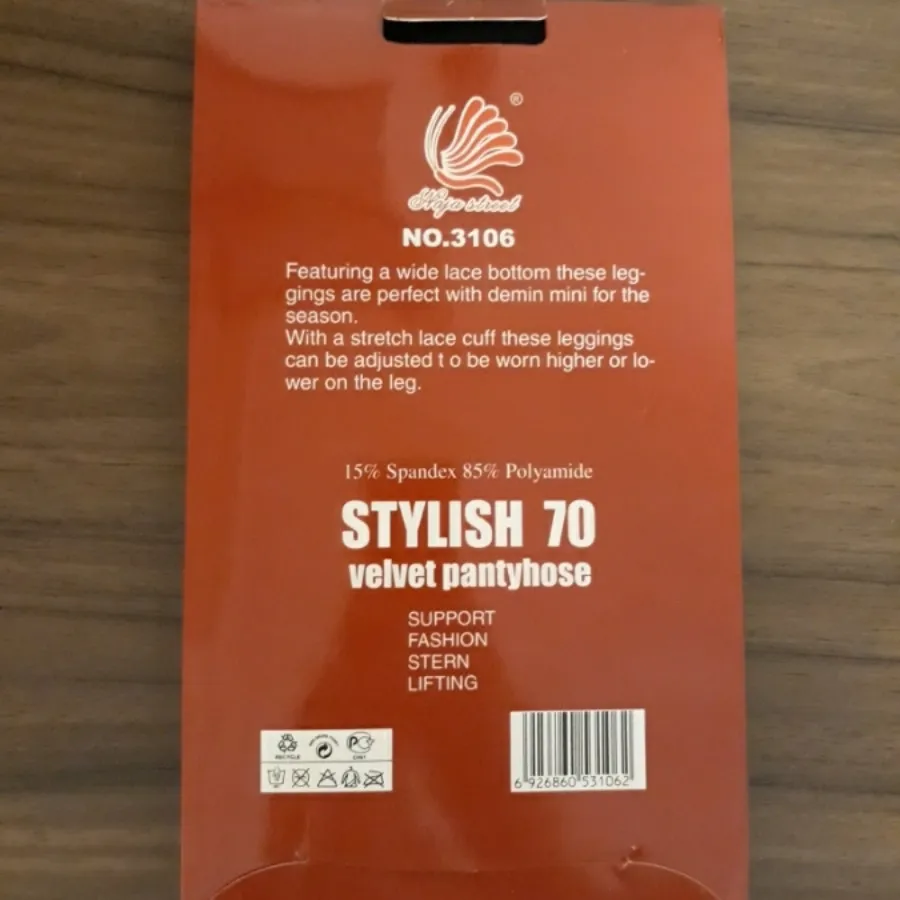 ®
street
NO.3106
Featuring a wide lace bottom these leg-
gings are perfect with demin mini for the
season.
With a stretch lace cuff these leggings
can be adjusted t o be worn higher or lo-
wer on the leg.
15% Spandex 85% Polyamide
STYLISH 70
velvet pantyhose
SUPPORT
FASHION
STERN
LIFTING
RECYCLE
6 926860 531062